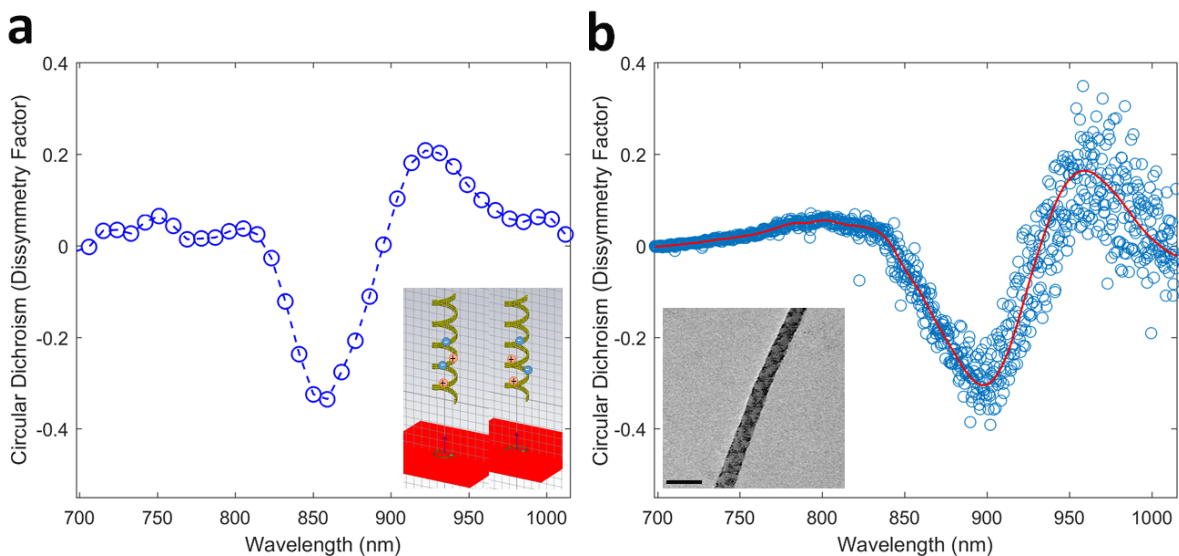 a
0.4
0.2
0
-0.2
-0.4
Circular Dichroism (Dissymmetry Factor)
700 750 800 850 900 950 1000
Wavelength (nm)
b
0.4
0.2
0
-0.2
-0.4
Circular Dichroism (Dissymmetry Factor)
700 750 800 850 900 950 1000
Wavelength (nm)